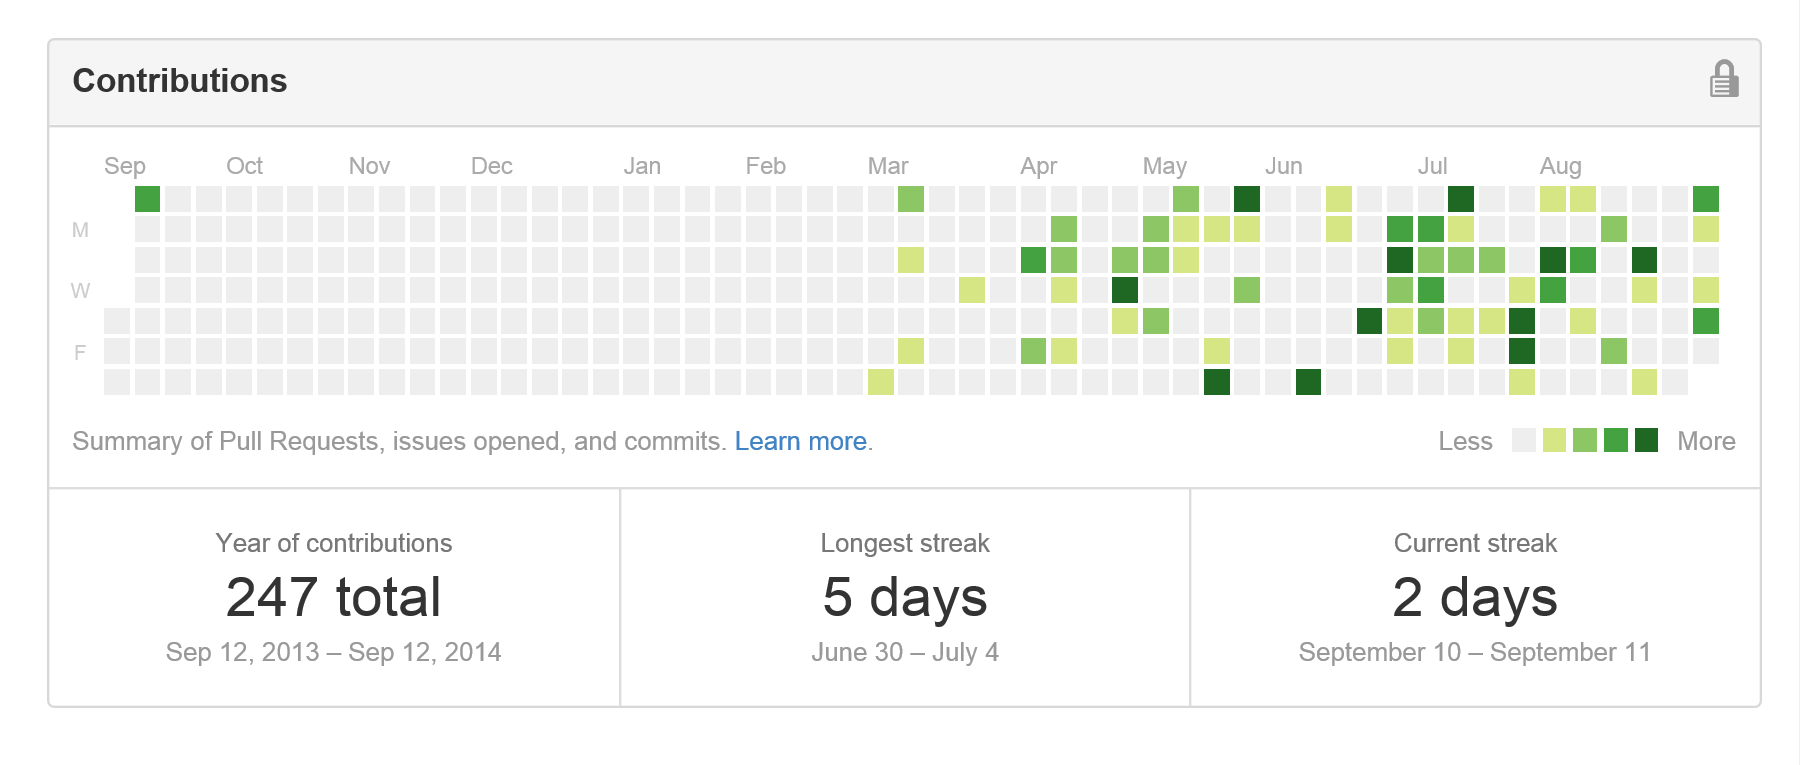 Contributions
Sep Oct Nov Dec Jan Feb Mar Apr May Jun Jul Aug
M
W
F
Summary of Pull Requests, issues opened, and commits. Learn more.
Less More
Year of contributions
247 total
Sep 12, 2013 – Sep 12, 2014
Longest streak
5 days
June 30 – July 4
Current streak
2 days
September 10 – September 11